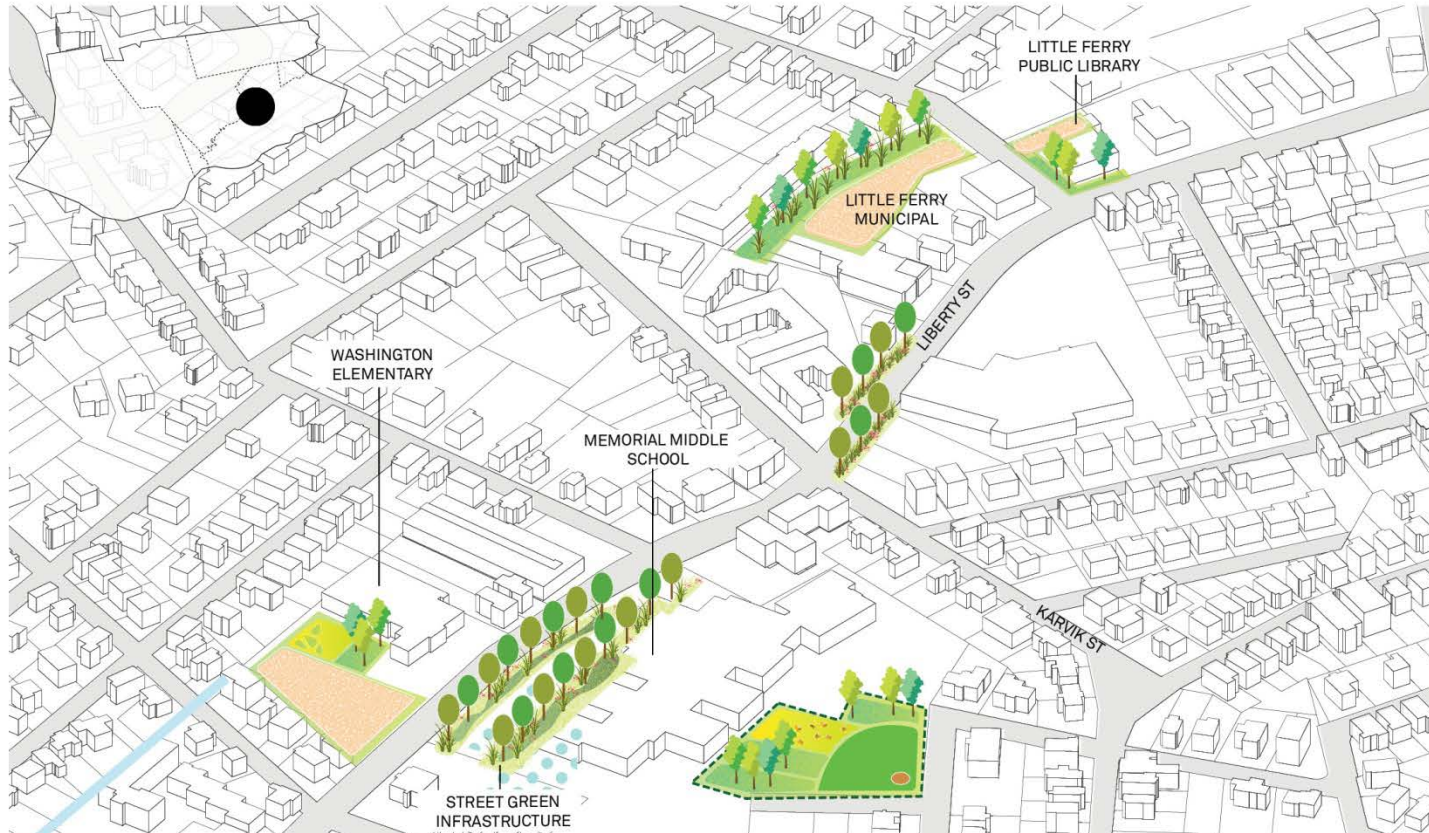 LITTLE FERRY
PUBLIC LIBRARY
LITTLE FERRY
MUNICIPAL
LIBERTY ST
WASHINGTON
ELEMENTARY
MEMORIAL MIDDLE
SCHOOL
KARVIK ST
STREET GREEN
INFRASTRUCTURE